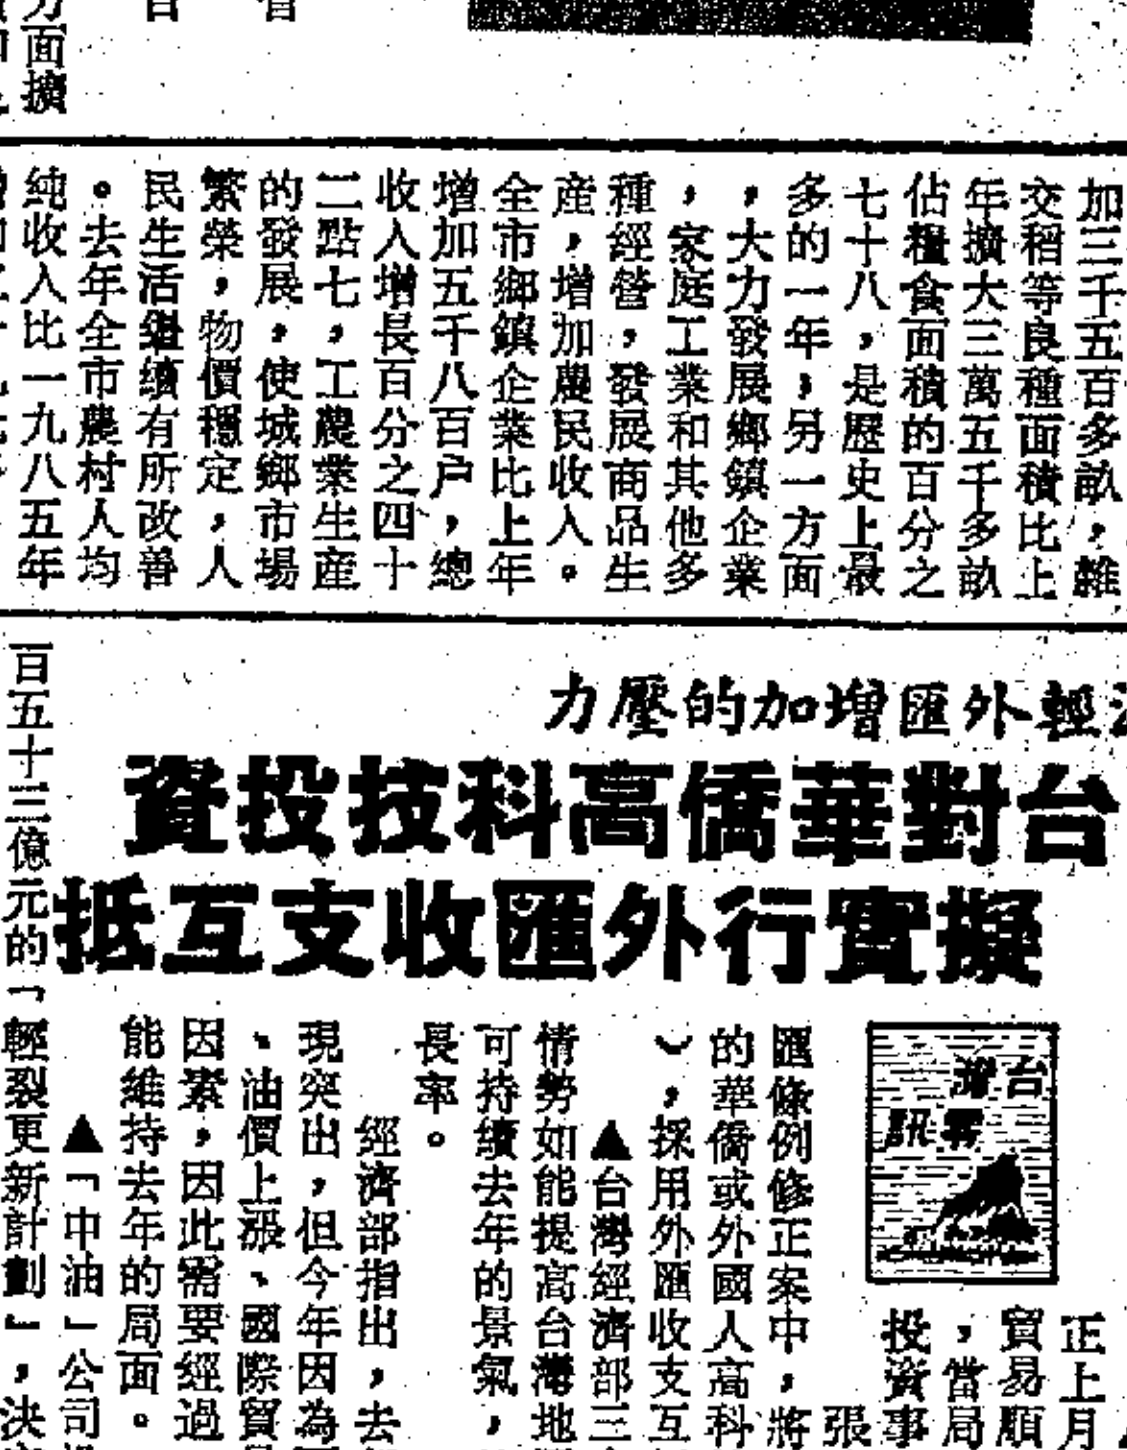 方面擴
加三千五百多畝，雜
交稻等良種面積比上
年擴大三萬五千多畝
佔糧食面積的百分之
七十八，是歷史上最
多的一年；另一方面
，大力發展鄉鎮企業
，家庭工業和其他多
種經營，發展商品生
産，增加農民收入。
全市鄉鎮企業比上年
增加五千八百戶，總
收入增長百分之四十
二點七，工農業生産
的發展，使城鄉市場
繁榮，物價穩定，人
民生活繼續有所改善
。去年全市農村人均
純收入比一九八五年
輕外匯增加的壓力
台對華僑高科技投資
擬實行外匯收支互抵
台灣
零訊
正上月
貿易順
，當局
投資事
張
匯條例修正案中，將
的華僑或外國人高科
），採用外匯收支互
▲台灣經濟部三
情勢如能提高台灣地
可持續去年的景氣，
長率。
經濟部指出，去
現突出，但今年因為
、油價上漲、國際貿
因素，因此需要經過
能維持去年的局面。
▲「中油」公司
百五十三億元的「輕裂更新計劃」，決